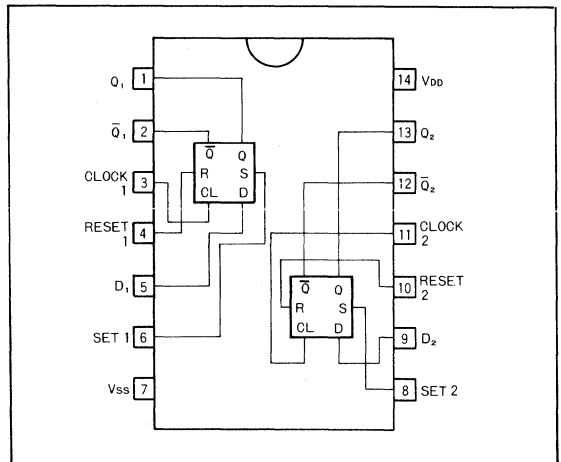 Q₁ 1
Q̄₁ 2
CLOCK 1 3
RESET 1 4
D₁ 5
SET 1 6
Vss 7
14 VDD
13 Q₂
12 Q̄₂
11 CLOCK 2
10 RESET 2
9 D₂
8 SET 2
Q̄ Q
R S
CL D
Q̄ Q
R S
CL D